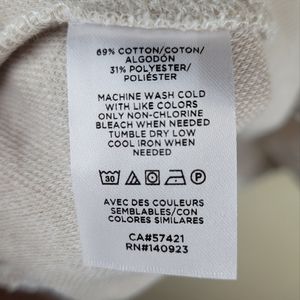 69% COTTON/COTON/
ALGODÓN
31% POLYESTER/
POLIÉSTER
MACHINE WASH COLD
WITH LIKE COLORS
ONLY NON-CHLORINE
BLEACH WHEN NEEDED
TUMBLE DRY LOW
COOL IRON WHEN
NEEDED
30 P
AVEC DES COULEURS
SEMBLABLES/CON
COLORES SIMILARES
CA#57421
RN#140923